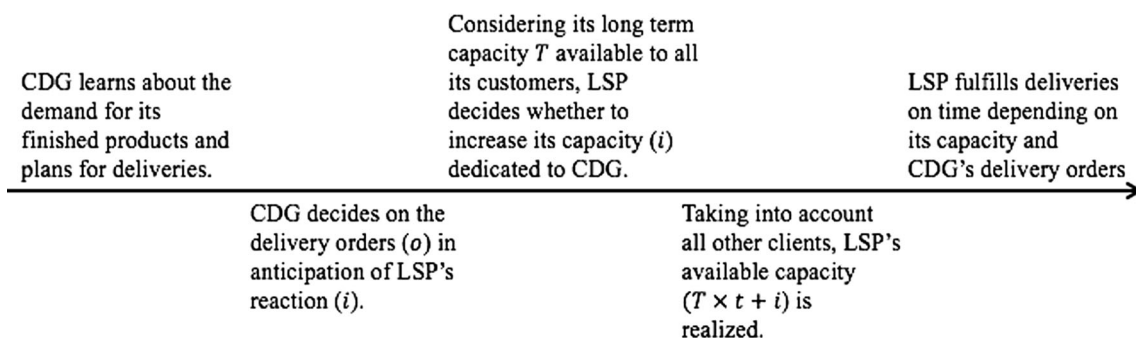 CDG learns about the
demand for its
finished products and
plans for deliveries.
CDG decides on the
delivery orders (o) in
anticipation of LSP's
reaction (i).
Considering its long term
capacity T available to all
its customers, LSP
decides whether to
increase its capacity (i)
dedicated to CDG.
Taking into account
all other clients, LSP's
available capacity
(T × t + i) is
realized.
LSP fulfills deliveries
on time depending on
its capacity and
CDG's delivery orders